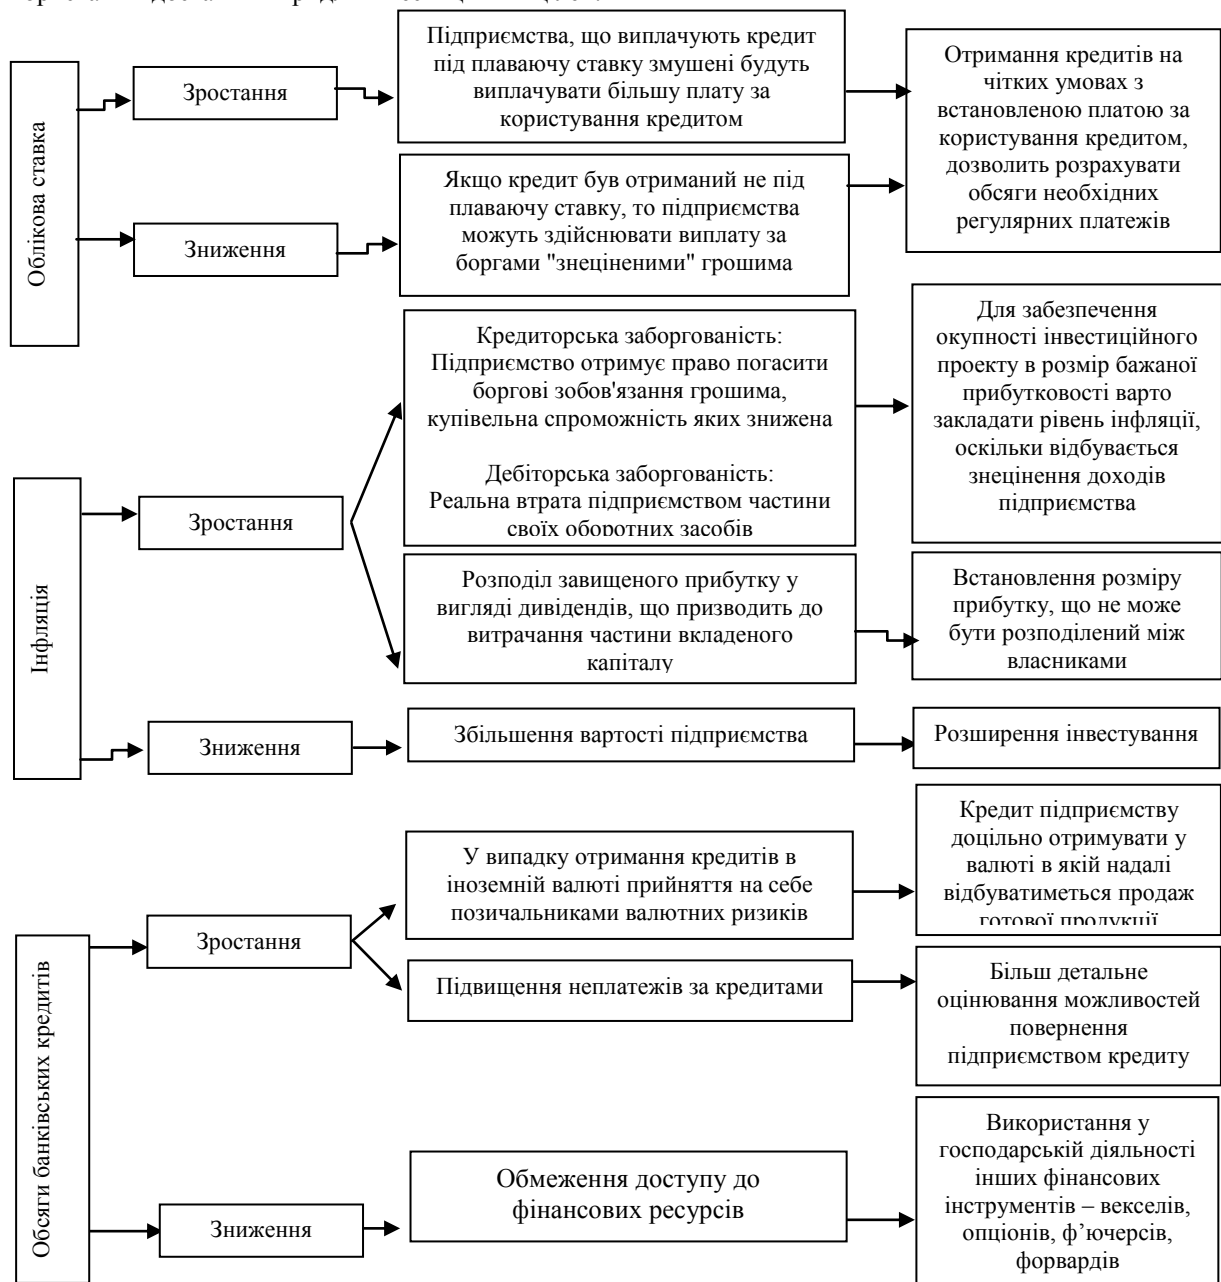 Облікова ставка
Зростання
Підприємства, що виплачують кредит
під плаваючу ставку змушені будуть
виплачувати більшу плату за
користування кредитом
Отримання кредитів на
чітких умовах з
встановленою платою за
користування кредитом,
дозволить розрахувати
обсяги необхідних
регулярних платежів
Зниження
Якщо кредит був отриманий не під
плаваючу ставку, то підприємства
можуть здійснювати виплату за
боргами "знеціненими" грошима
Інфляція
Зростання
Кредиторська заборгованість:
Підприємство отримує право погасити
боргові зобов'язання грошима,
купівельна спроможність яких знижена
Дебіторська заборгованість:
Реальна втрата підприємством частини
своїх оборотних засобів
Для забезпечення
окупності інвестиційного
проекту в розмір бажаної
прибутковості варто
закладати рівень інфляції,
оскільки відбувається
знецінення доходів
підприємства
Розподіл завищеного прибутку у
вигляді дивідендів, що призводить до
витрачання частини вкладеного
капіталу
Встановлення розміру
прибутку, що не може
бути розподілений між
власниками
Зниження
Збільшення вартості підприємства
Розширення інвестування
Обсяги банківських кредитів
Зростання
У випадку отримання кредитів в
іноземній валюті прийняття на себе
позичальниками валютних ризиків
Кредит підприємству
доцільно отримувати у
валюті в якій надалі
відбуватиметься продаж
готової продукції
Підвищення неплатежів за кредитами
Більш детальне
оцінювання можливостей
повернення
підприємством кредиту
Зниження
Обмеження доступу до
фінансових ресурсів
Використання у
господарській діяльності
інших фінансових
інструментів – векселів,
опціонів, ф’ючерсів,
форвардів